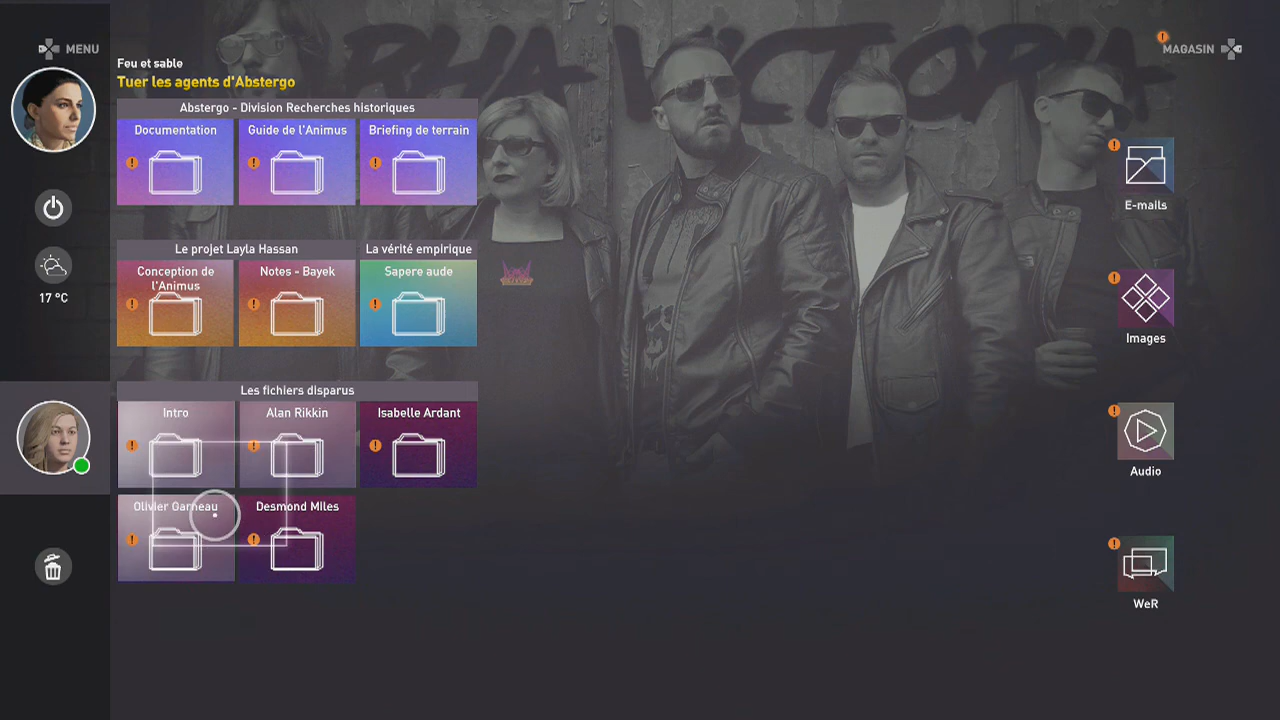 MENU
MAGASIN
Feu et sable
Tuer les agents d'Abstergo
Abstergo - Division Recherches historiques
Documentation
Guide de l'Animus
Briefing de terrain
E-mails
Le projet Layla Hassan
La vérité empirique
Conception de
l'Animus
Notes - Bayek
Sapere aude
17 °C
Images
Les fichiers disparus
Intro
Alan Rikkin
Isabelle Ardant
Audio
Olivier Garneau
Desmond Miles
WeR